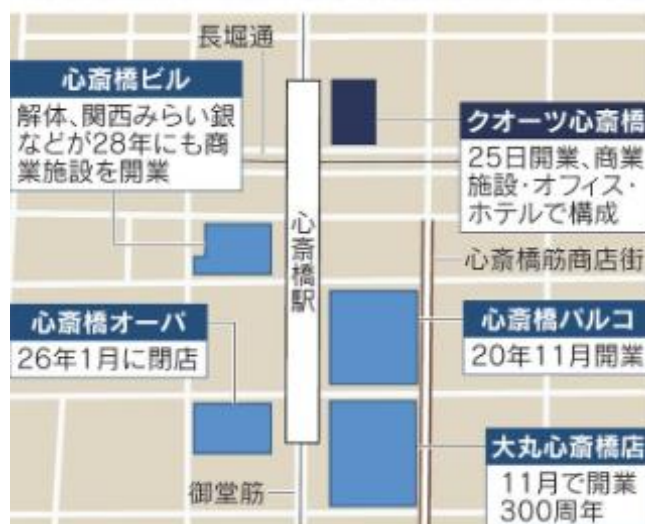 長堀通
心斎橋ビル
解体、関西みらい銀
などが28年にも商
業施設を開業
クオーツ心斎橋
25日開業、商業
施設・オフィス・
ホテルで構成
心斎橋駅
心斎橋筋商店街
心斎橋オーパ
26年1月に閉店
心斎橋パルコ
20年11月開業
大丸心斎橋店
11月で開業
300周年
御堂筋